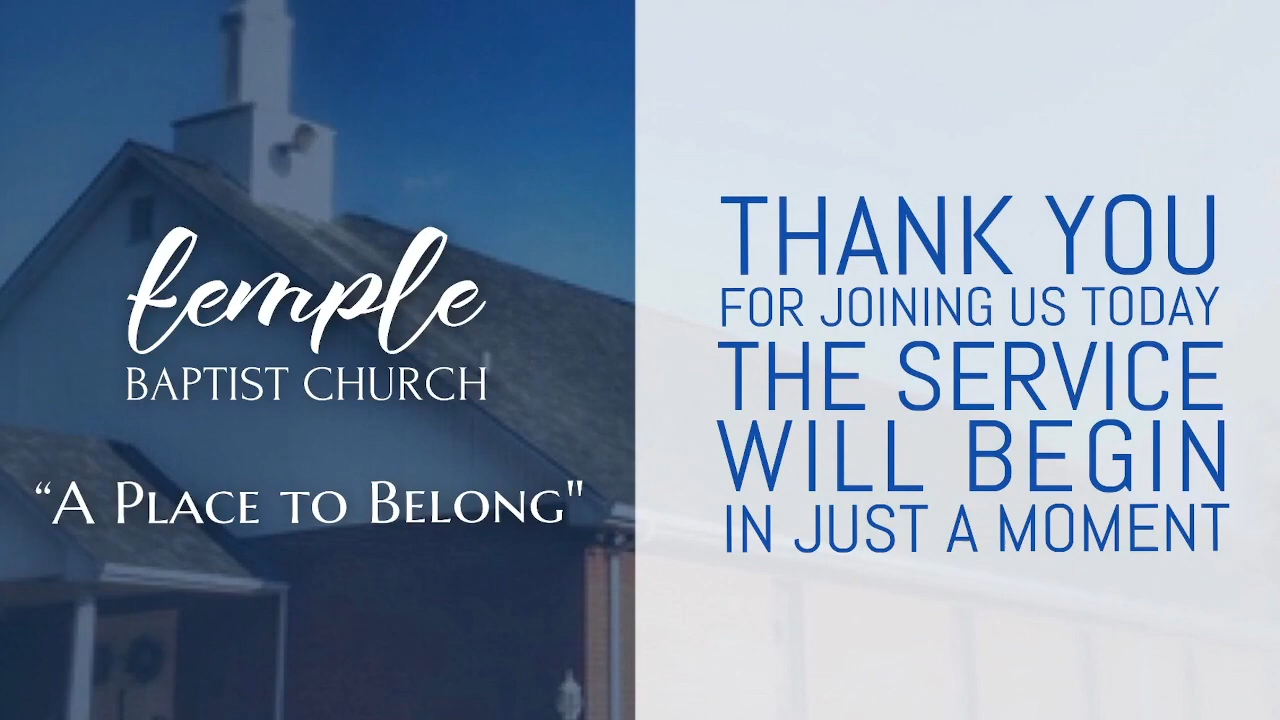 temple
BAPTIST CHURCH
“A PLACE TO BELONG"
THANK YOU
FOR JOINING US TODAY
THE SERVICE
WILL BEGIN
IN JUST A MOMENT